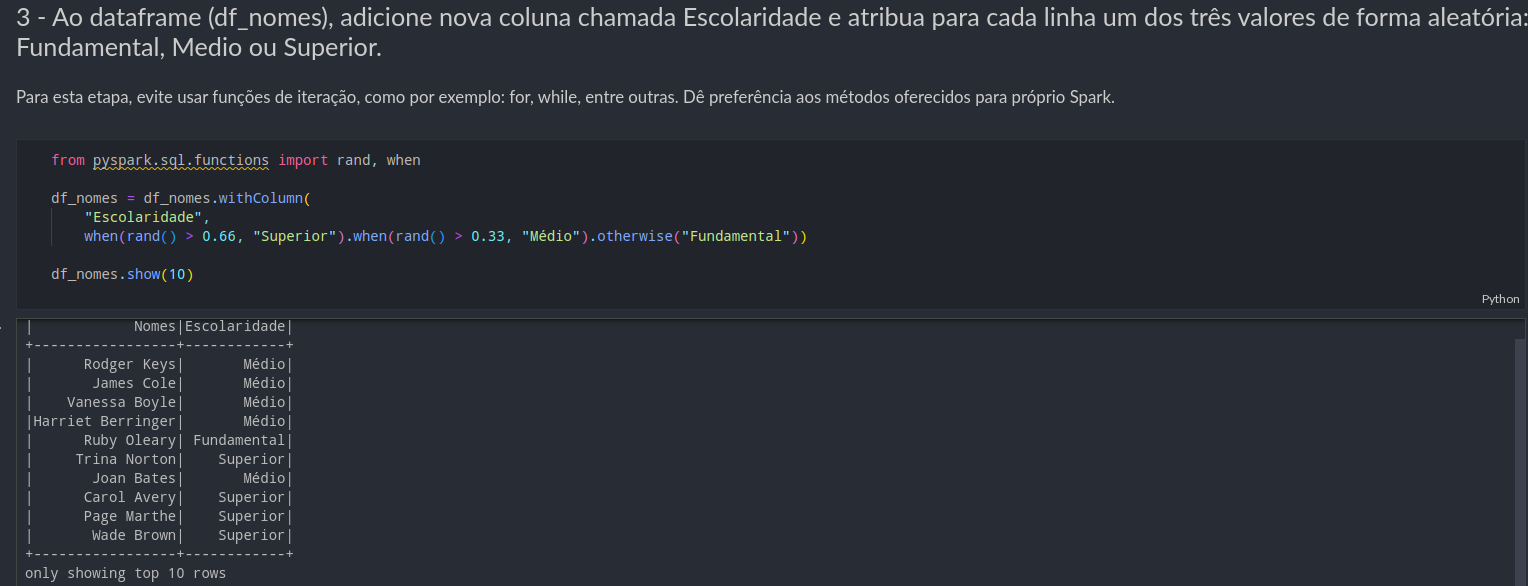 3 - Ao dataframe (df_nomes), adicione nova coluna chamada Escolaridade e atribua para cada linha um dos três valores de forma aleatória:
Fundamental, Medio ou Superior.
Para esta etapa, evite usar funções de iteração, como por exemplo: for, while, entre outras. Dê preferência aos métodos oferecidos para próprio Spark.
from pyspark.sql.functions import rand, when
df_nomes = df_nomes.withColumn(
    "Escolaridade",
    when(rand() > 0.66, "Superior").when(rand() > 0.33, "Médio").otherwise("Fundamental"))
df_nomes.show(10)
Python
|            Nomes|Escolaridade|
+-----------------+------------+
|      Rodger Keys|       Médio|
|       James Cole|       Médio|
|    Vanessa Boyle|       Médio|
|Harriet Berringer|       Médio|
|      Ruby Oleary| Fundamental|
|     Trina Norton|    Superior|
|       Joan Bates|       Médio|
|      Carol Avery|    Superior|
|      Page Marthe|    Superior|
|       Wade Brown|    Superior|
+-----------------+------------+
only showing top 10 rows